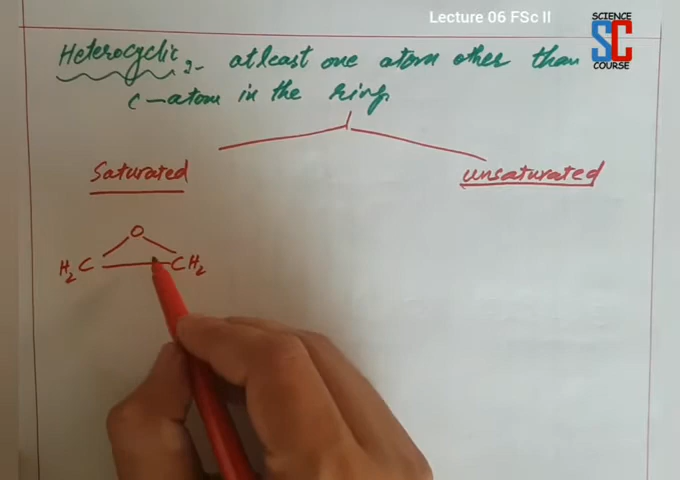 Lecture 06 FSc II
SCIENCE
SC
COURSE
Heterocyclic :- atleast one atom other than
C-atom in the ring
Saturated
unsaturated
O
H2C CH2